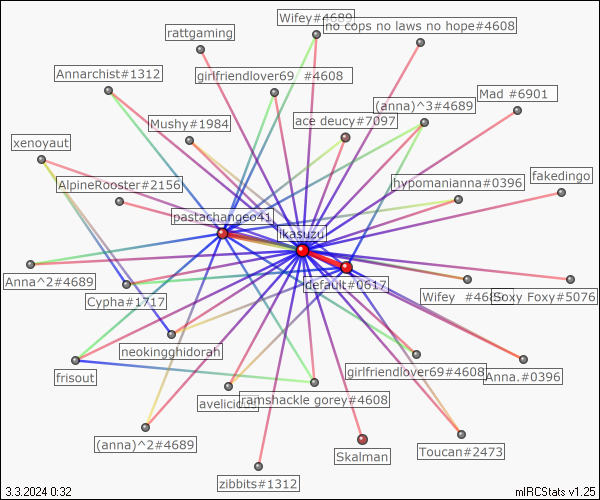 Wifey#4689
no cops no laws no hope#4608
rattgaming
Annarchist#1312
girlfriendlover69 #4608
Mad #6901
(anna)^3#4689
ace deucy#7097
Mushy#1984
xenoyaut
AlpineRooster#2156
hypomanianna#0396
fakedingo
pastachangeo41
ikasuzu
Anna^2#4689
default#0617
Wifey #4689
Soxy Foxy#5076
Cypha#1717
neokingghidorah
frisout
girlfriendlover69#4608
Anna.#0396
ramshackle gorey#4608
(anna)^2#4689
Skalman
Toucan#2473
zibbits#1312
3.3.2024 0:32
mIRCStats v1.25